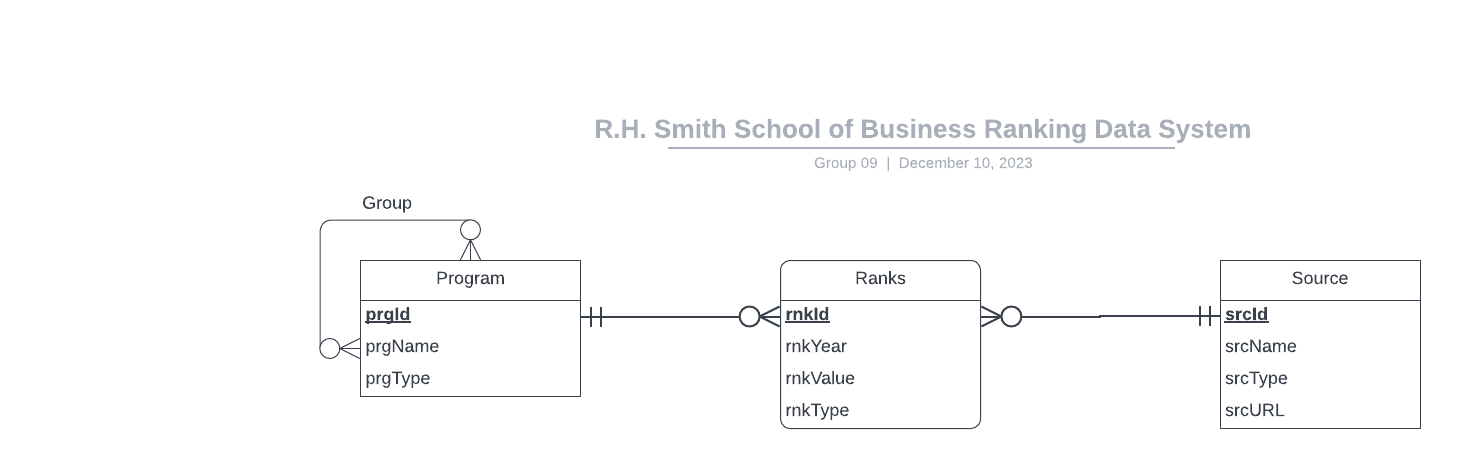 R.H. Smith School of Business Ranking Data System
Group 09 | December 10, 2023
Group
Program
prgId
prgName
prgType
Ranks
rnkId
rnkYear
rnkValue
rnkType
Source
srcId
srcName
srcType
srcURL